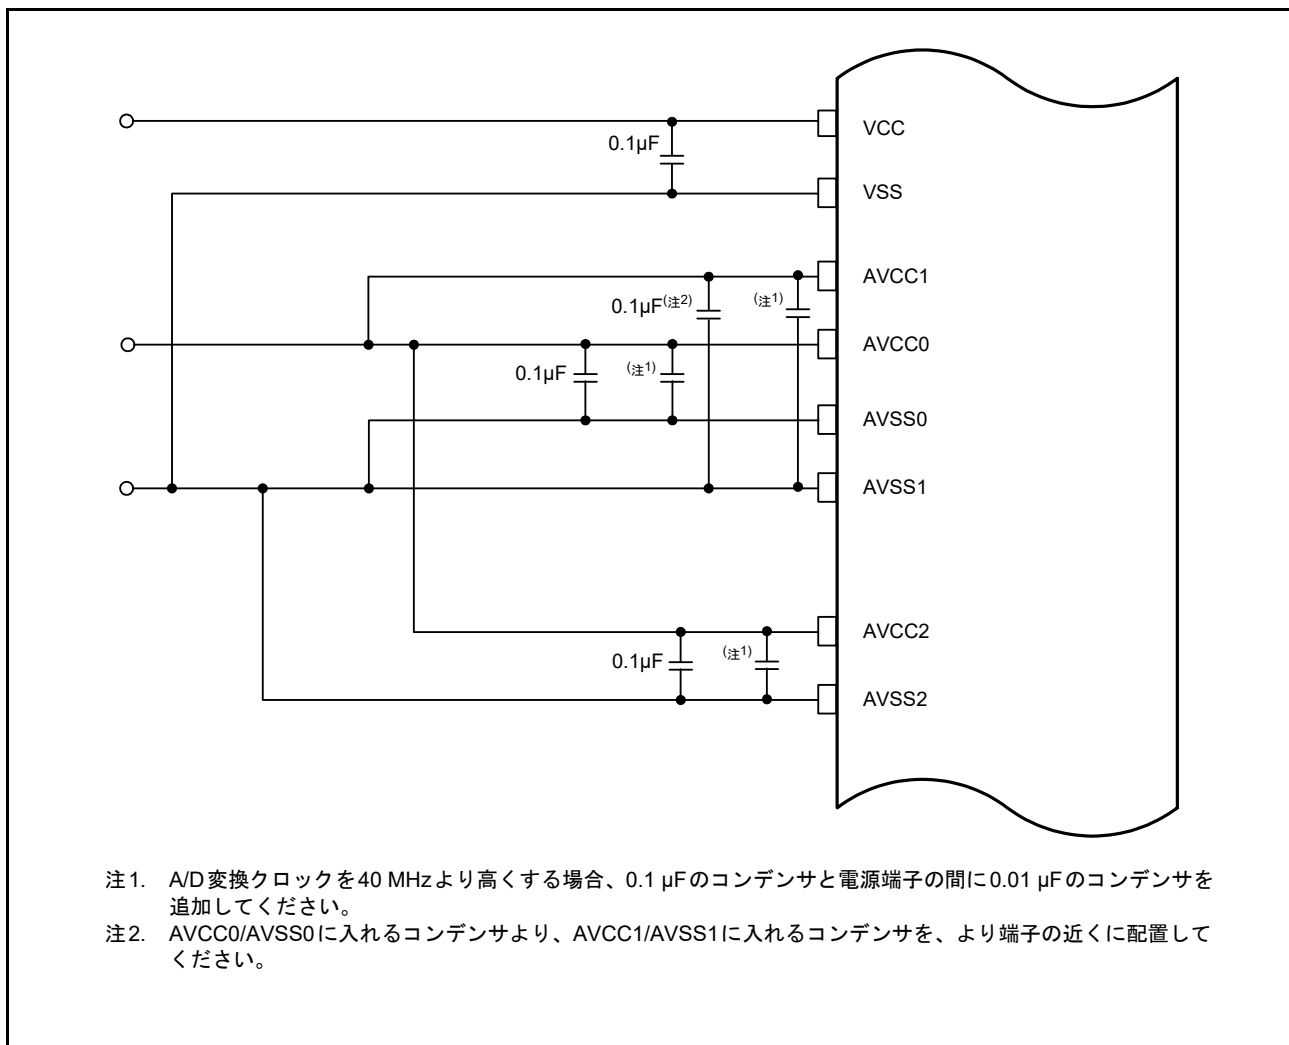 VCC
0.1µF
VSS
AVCC1
0.1µF(注2)
(注1)
AVCC0
0.1µF
(注1)
AVSS0
AVSS1
AVCC2
0.1µF
(注1)
AVSS2
注1. A/D変換クロックを40 MHzより高くする場合、0.1 µFのコンデンサと電源端子の間に0.01 µFのコンデンサを
追加してください。
注2. AVCC0/AVSS0に入れるコンデンサより、AVCC1/AVSS1に入れるコンデンサを、より端子の近くに配置して
ください。